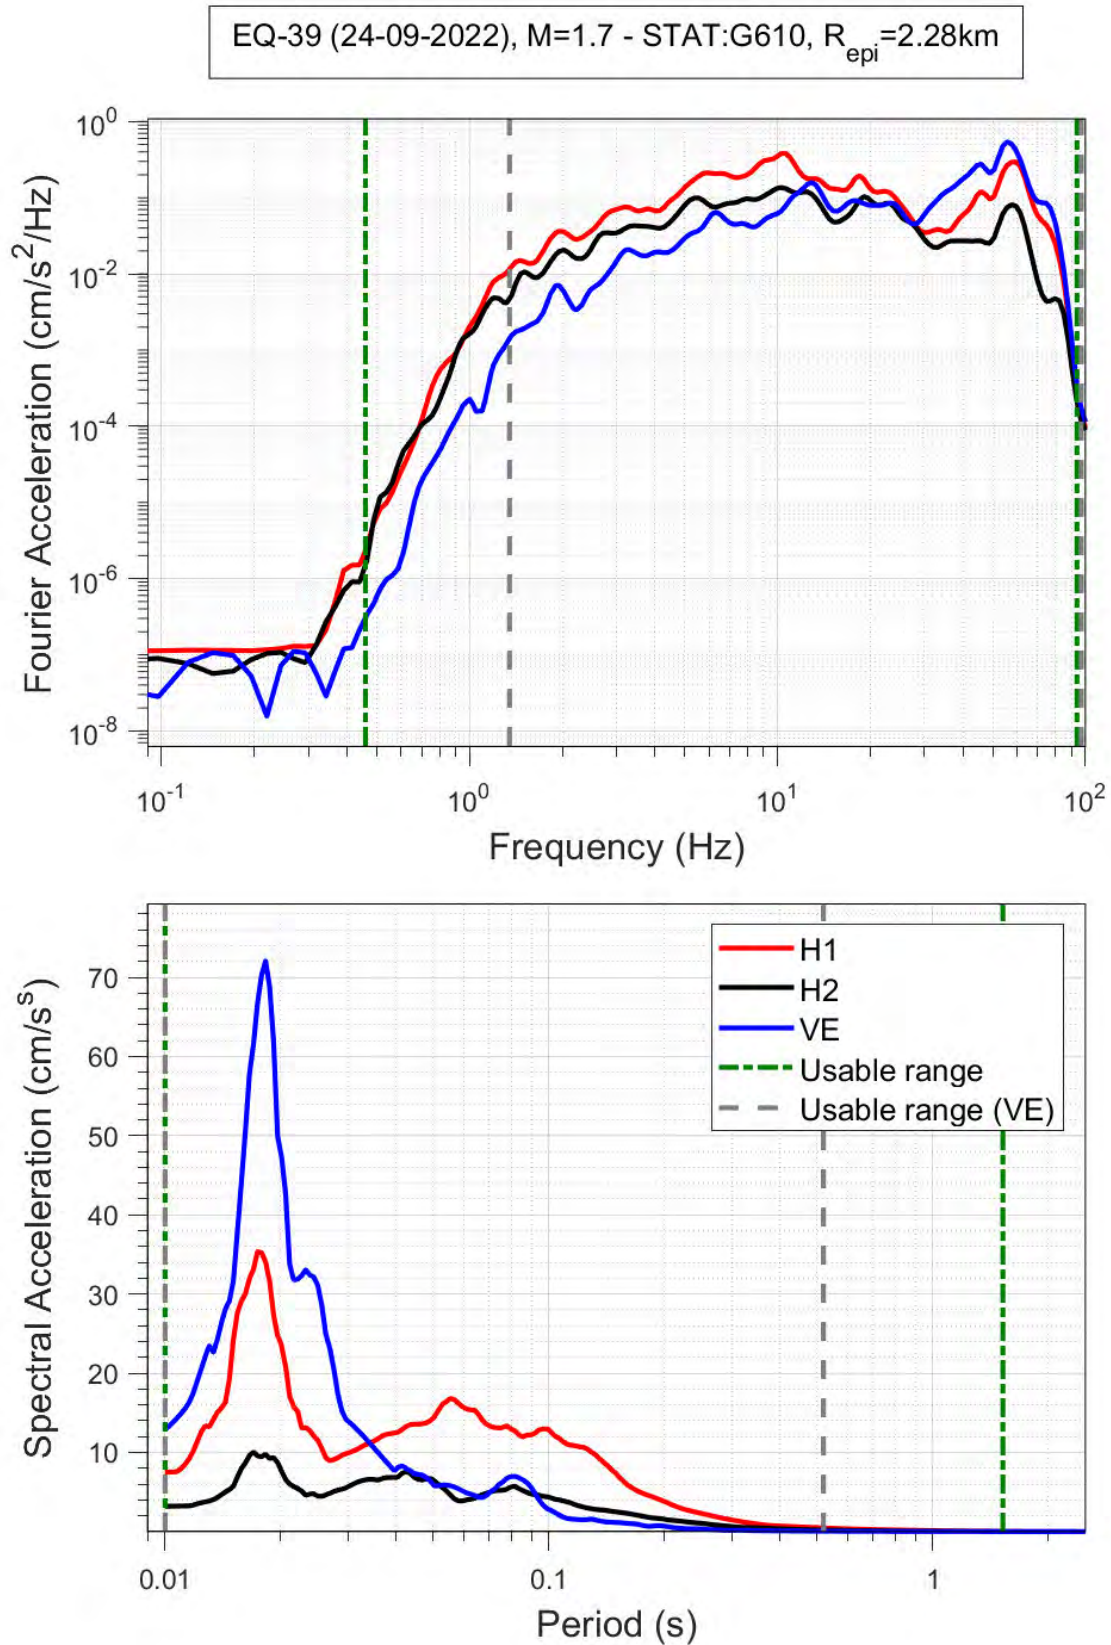 EQ-39 (24-09-2022), M=1.7 - STAT:G610, R_epi=2.28km
10^0
10^-2
10^-4
10^-6
10^-8
Fourier Acceleration (cm/s^2/Hz)
10^-1 10^0 10^1 10^2
Frequency (Hz)
70
60
50
40
30
20
10
Spectral Acceleration (cm/s^s)
H1
H2
VE
Usable range
Usable range (VE)
0.01 0.1 1
Period (s)